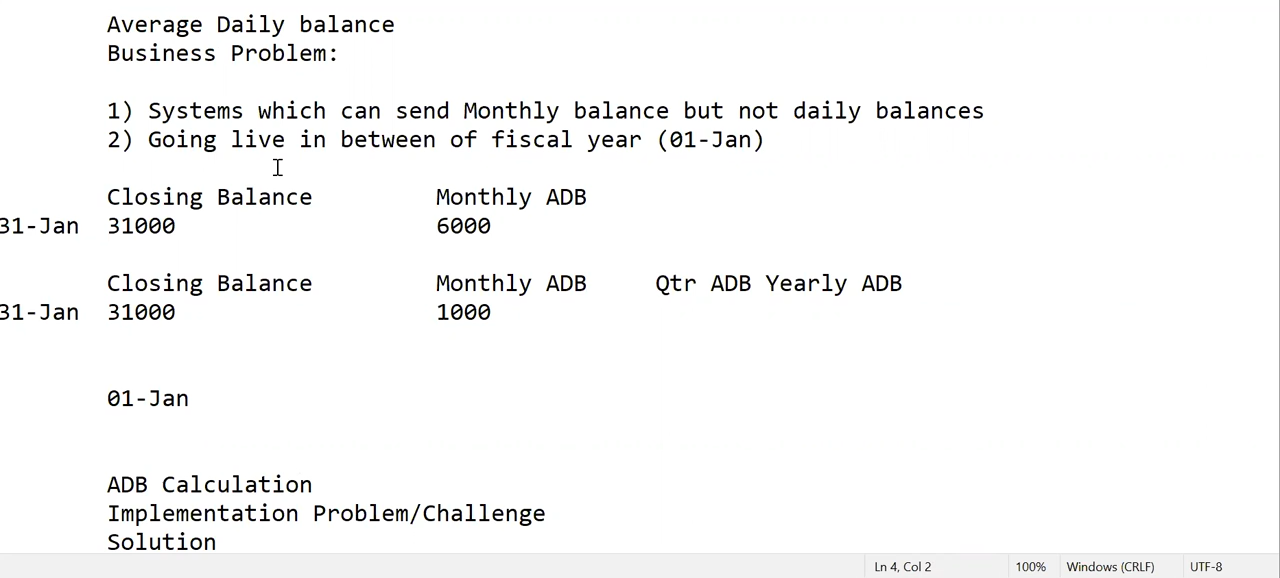 Average Daily balance
Business Problem:
1) Systems which can send Monthly balance but not daily balances
2) Going live in between of fiscal year (01-Jan)
Closing Balance Monthly ADB
31-Jan 31000 6000
Closing Balance Monthly ADB Qtr ADB Yearly ADB
31-Jan 31000 1000
01-Jan
ADB Calculation
Implementation Problem/Challenge
Solution
Ln 4, Col 2 100% Windows (CRLF) UTF-8